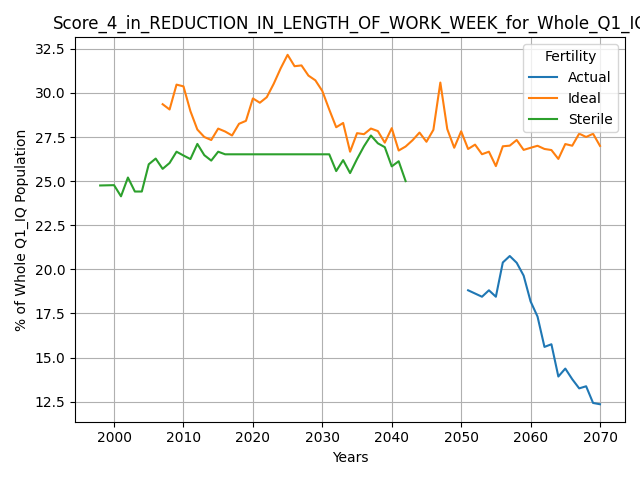 Score_4_in_REDUCTION_IN_LENGTH_OF_WORK_WEEK_for_Whole_Q1_IQ
Fertility
Actual
Ideal
Sterile
% of Whole Q1_IQ Population
32.5
30.0
27.5
25.0
22.5
20.0
17.5
15.0
12.5
2000
2010
2020
2030
2040
2050
2060
2070
Years